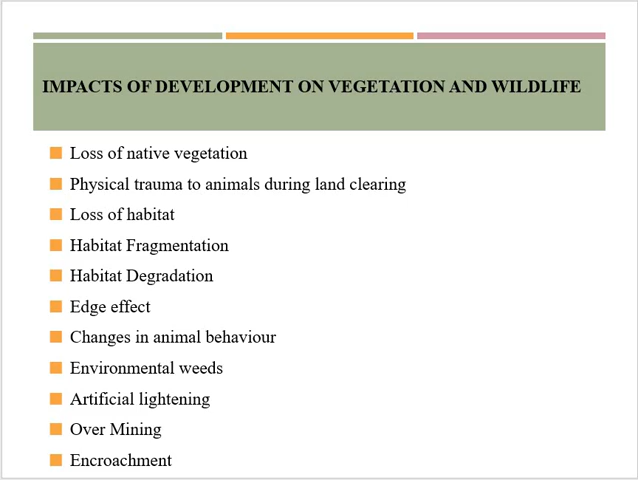 IMPACTS OF DEVELOPMENT ON VEGETATION AND WILDLIFE
Loss of native vegetation
Physical trauma to animals during land clearing
Loss of habitat
Habitat Fragmentation
Habitat Degradation
Edge effect
Changes in animal behaviour
Environmental weeds
Artificial lightening
Over Mining
Encroachment